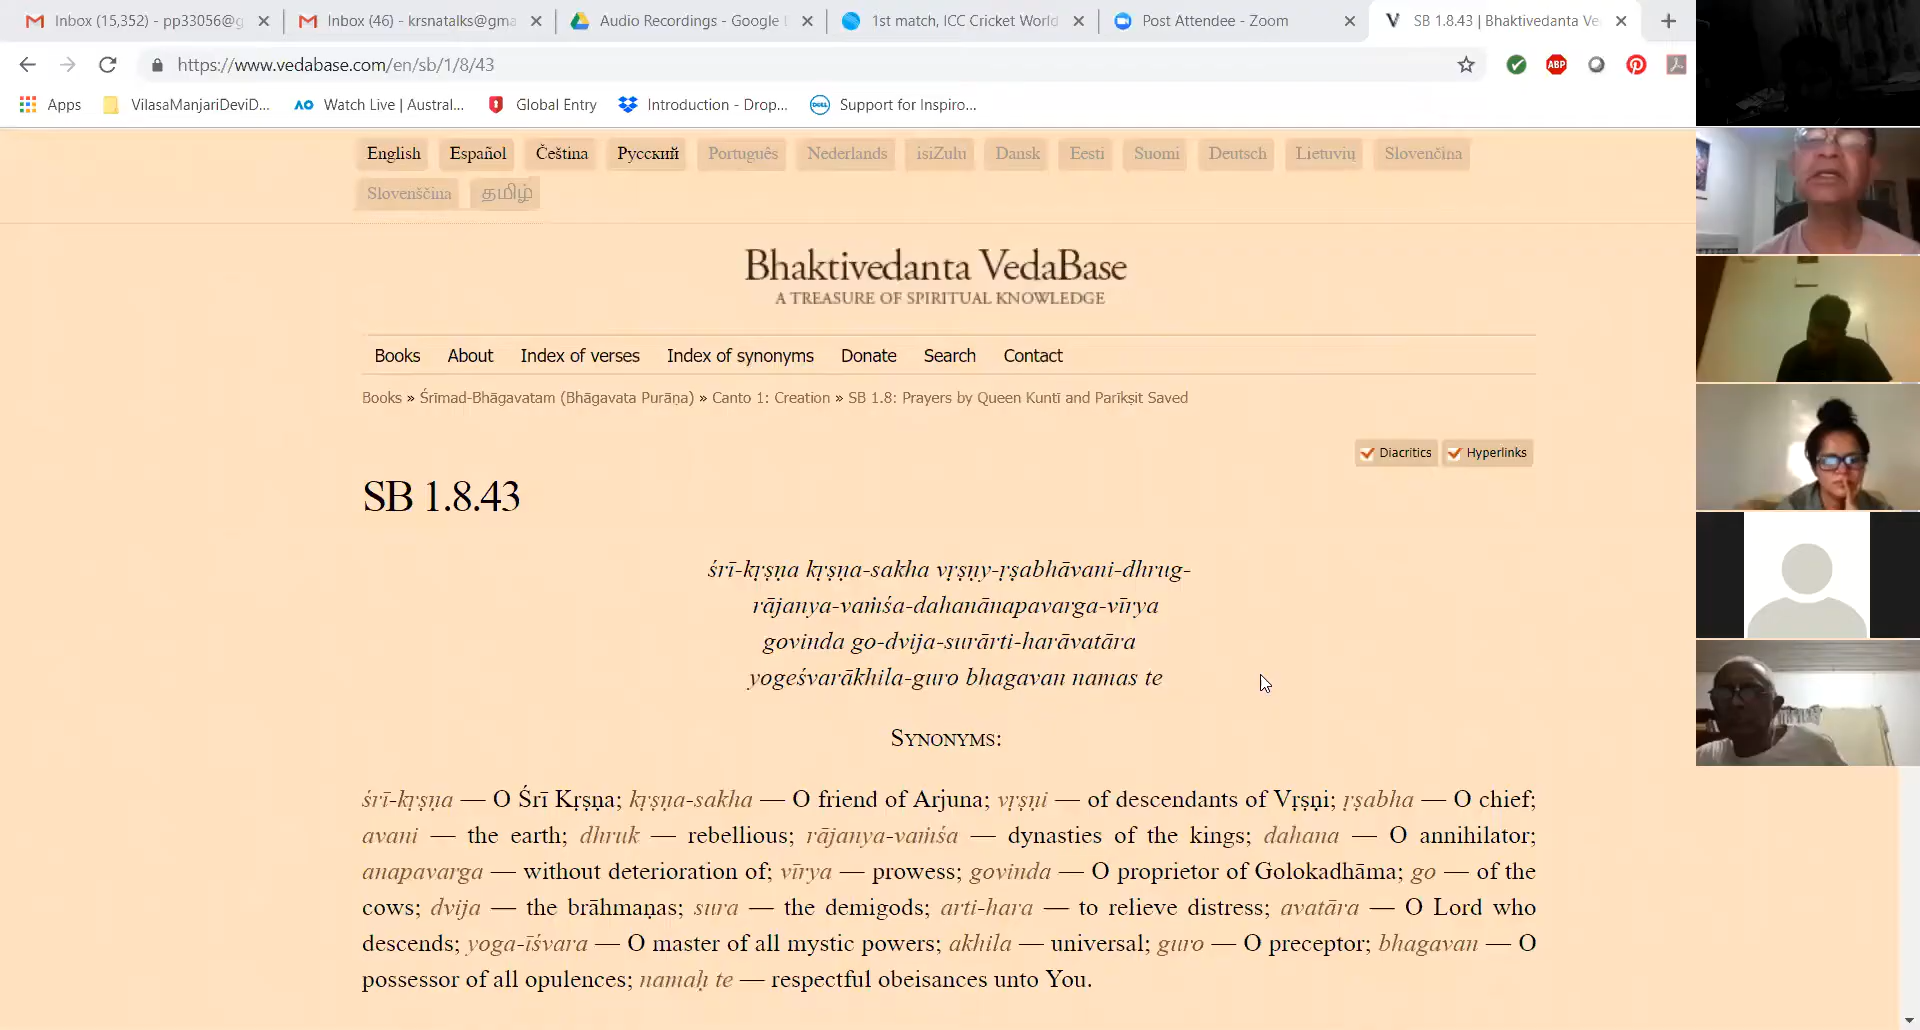 Inbox (15,352) - pp33056@g
Inbox (46) - krsnatalks@gma
Audio Recordings - Google
1st match, ICC Cricket World
Post Attendee - Zoom
SB 1.8.43 | Bhaktivedanta Ve
https://www.vedabase.com/en/sb/1/8/43
ABP
Apps
VilasaManjariDeviD...
AO Watch Live | Austral...
Global Entry
Introduction - Drop...
DELL Support for Inspiro...
English Español Čeština Русский Português Nederlands isiZulu Dansk Eesti Suomi Deutsch Lietuvių Slovenčina
Slovenščina தமிழ்
Bhaktivedanta VedaBase
A TREASURE OF SPIRITUAL KNOWLEDGE
Books About Index of verses Index of synonyms Donate Search Contact
Books » Śrīmad-Bhāgavatam (Bhāgavata Purāṇa) » Canto 1: Creation » SB 1.8: Prayers by Queen Kuntī and Parīkṣit Saved
Diacritics Hyperlinks
SB 1.8.43
śrī-kṛṣṇa kṛṣṇa-sakha vṛṣṇy-ṛṣabhāvani-dhrug-
rājanya-vaṁśa-dahanānapavarga-vīrya
govinda go-dvija-surārti-harāvatāra
yogeśvarākhila-guro bhagavan namas te
SYNONYMS:
śrī-kṛṣṇa — O Śrī Kṛṣṇa; kṛṣṇa-sakha — O friend of Arjuna; vṛṣṇi — of descendants of Vṛṣṇi; ṛṣabha — O chief;
avani — the earth; dhruk — rebellious; rājanya-vaṁśa — dynasties of the kings; dahana — O annihilator;
anapavarga — without deterioration of; vīrya — prowess; govinda — O proprietor of Golokadhāma; go — of the
cows; dvija — the brāhmaṇas; sura — the demigods; arti-hara — to relieve distress; avatāra — O Lord who
descends; yoga-īśvara — O master of all mystic powers; akhila — universal; guro — O preceptor; bhagavan — O
possessor of all opulences; namaḥ te — respectful obeisances unto You.